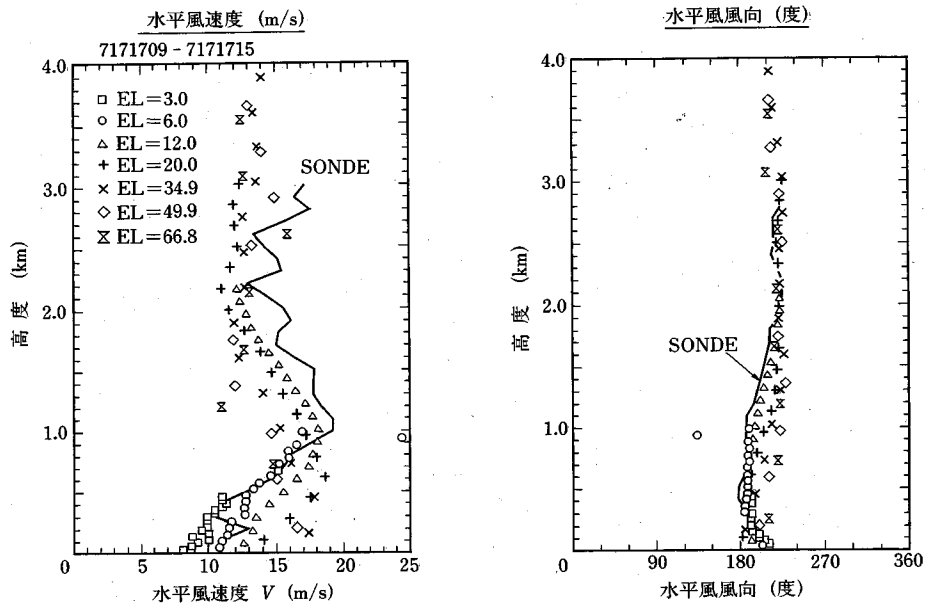 水平風速度 (m/s)
7171709 - 7171715
4.0
3.0
2.0
1.0
0
高度 (km)
EL=3.0
EL=6.0
EL=12.0
EL=20.0
EL=34.9
EL=49.9
EL=66.8
SONDE
0 5 10 15 20 25
水平風速度 V (m/s)
水平風風向 (度)
4.0
3.0
2.0
1.0
0
高度 (km)
SONDE
90 180 270 360
水平風風向 (度)